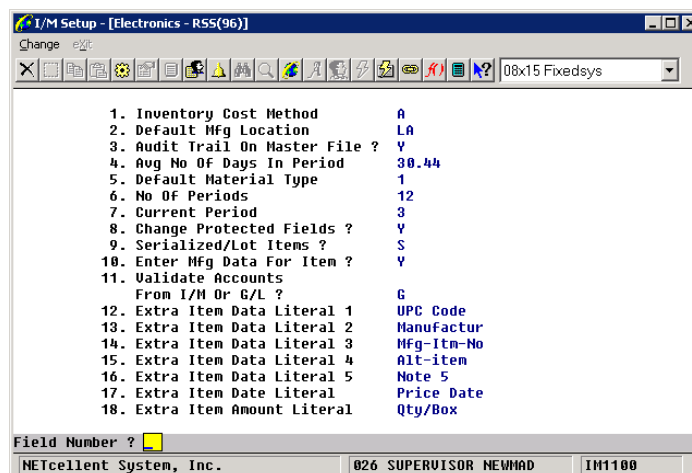 I/M Setup - [Electronics - RSS(96)]
Change eXit
08x15 Fixedsys
1. Inventory Cost Method A
2. Default Mfg Location LA
3. Audit Trail On Master File ? Y
4. Avg No Of Days In Period 30.44
5. Default Material Type 1
6. No Of Periods 12
7. Current Period 3
8. Change Protected Fields ? Y
9. Serialized/Lot Items ? S
10. Enter Mfg Data For Item ? Y
11. Validate Accounts
From I/M Or G/L ? G
12. Extra Item Data Literal 1 UPC Code
13. Extra Item Data Literal 2 Manufactur
14. Extra Item Data Literal 3 Mfg-Itm-No
15. Extra Item Data Literal 4 Alt-item
16. Extra Item Data Literal 5 Note 5
17. Extra Item Date Literal Price Date
18. Extra Item Amount Literal Qty/Box
Field Number ?
NETcellent System, Inc. 026 SUPERVISOR NEWMAD IM1100